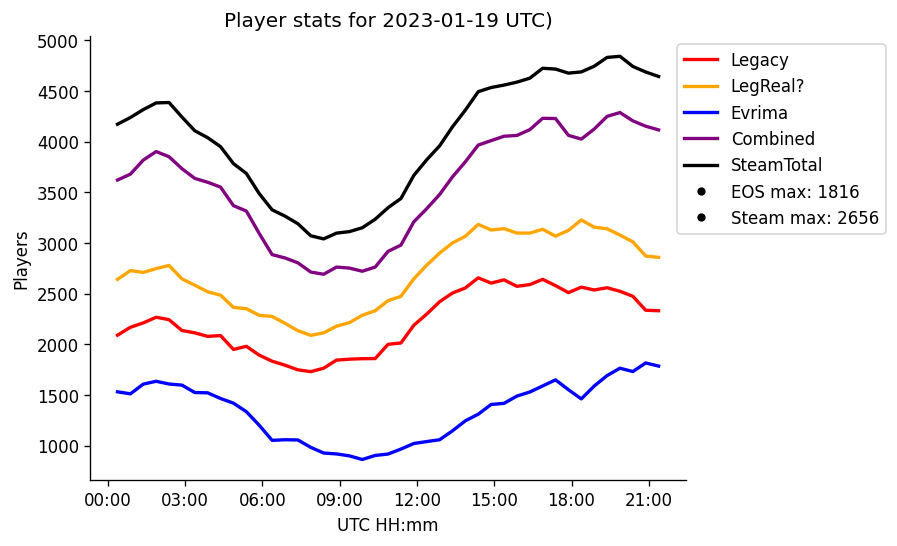 Player stats for 2023-01-19 UTC)
5000
4500
4000
3500
3000
2500
2000
1500
1000
Players
00:00 03:00 06:00 09:00 12:00 15:00 18:00 21:00
UTC HH:mm
Legacy
LegReal?
Evrima
Combined
SteamTotal
EOS max: 1816
Steam max: 2656